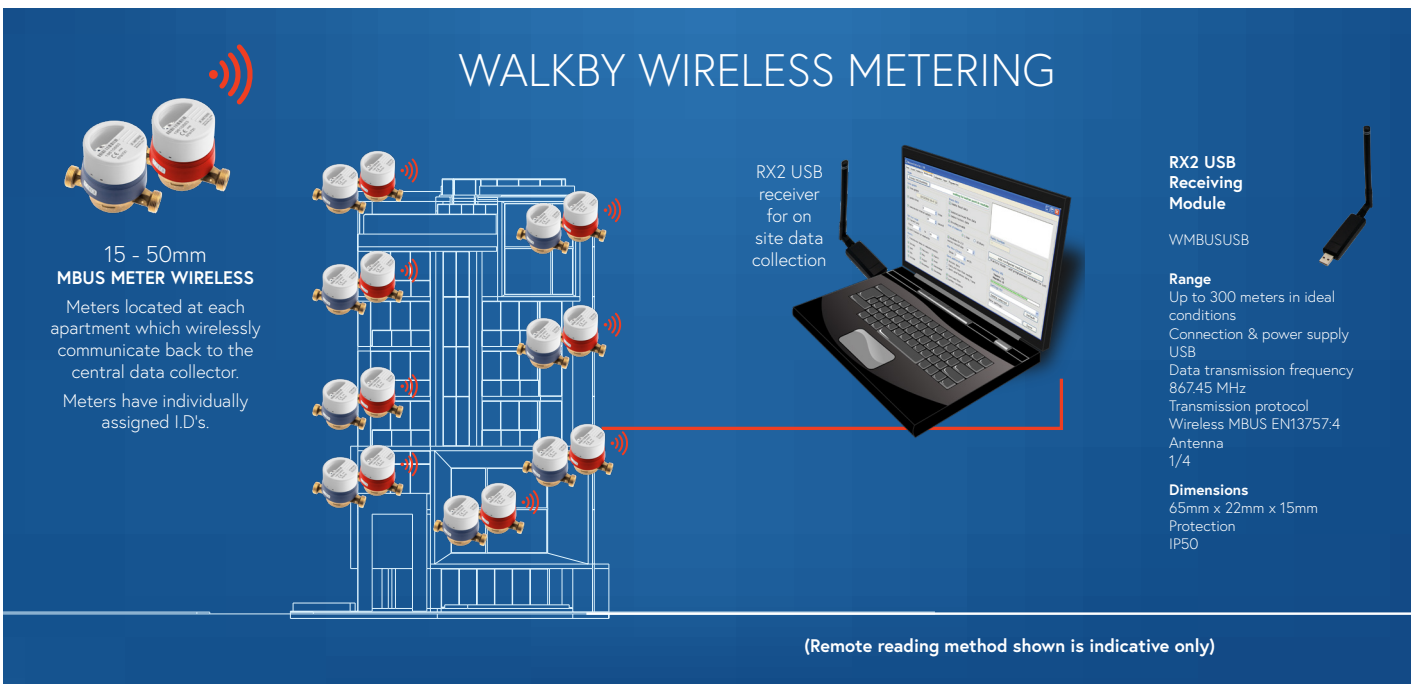 WALKBY WIRELESS METERING
15 - 50mm
MBUS METER WIRELESS
Meters located at each
apartment which wirelessly
communicate back to the
central data collector.
Meters have individually
assigned I.D's.
RX2 USB
receiver
for on
site data
collection
RX2 USB
Receiving
Module
WMBUSUSB
Range
Up to 300 meters in ideal
conditions
Connection & power supply
USB
Data transmission frequency
867.45 MHz
Transmission protocol
Wireless MBUS EN13757:4
Antenna
1/4
Dimensions
65mm x 22mm x 15mm
Protection
IP50
(Remote reading method shown is indicative only)